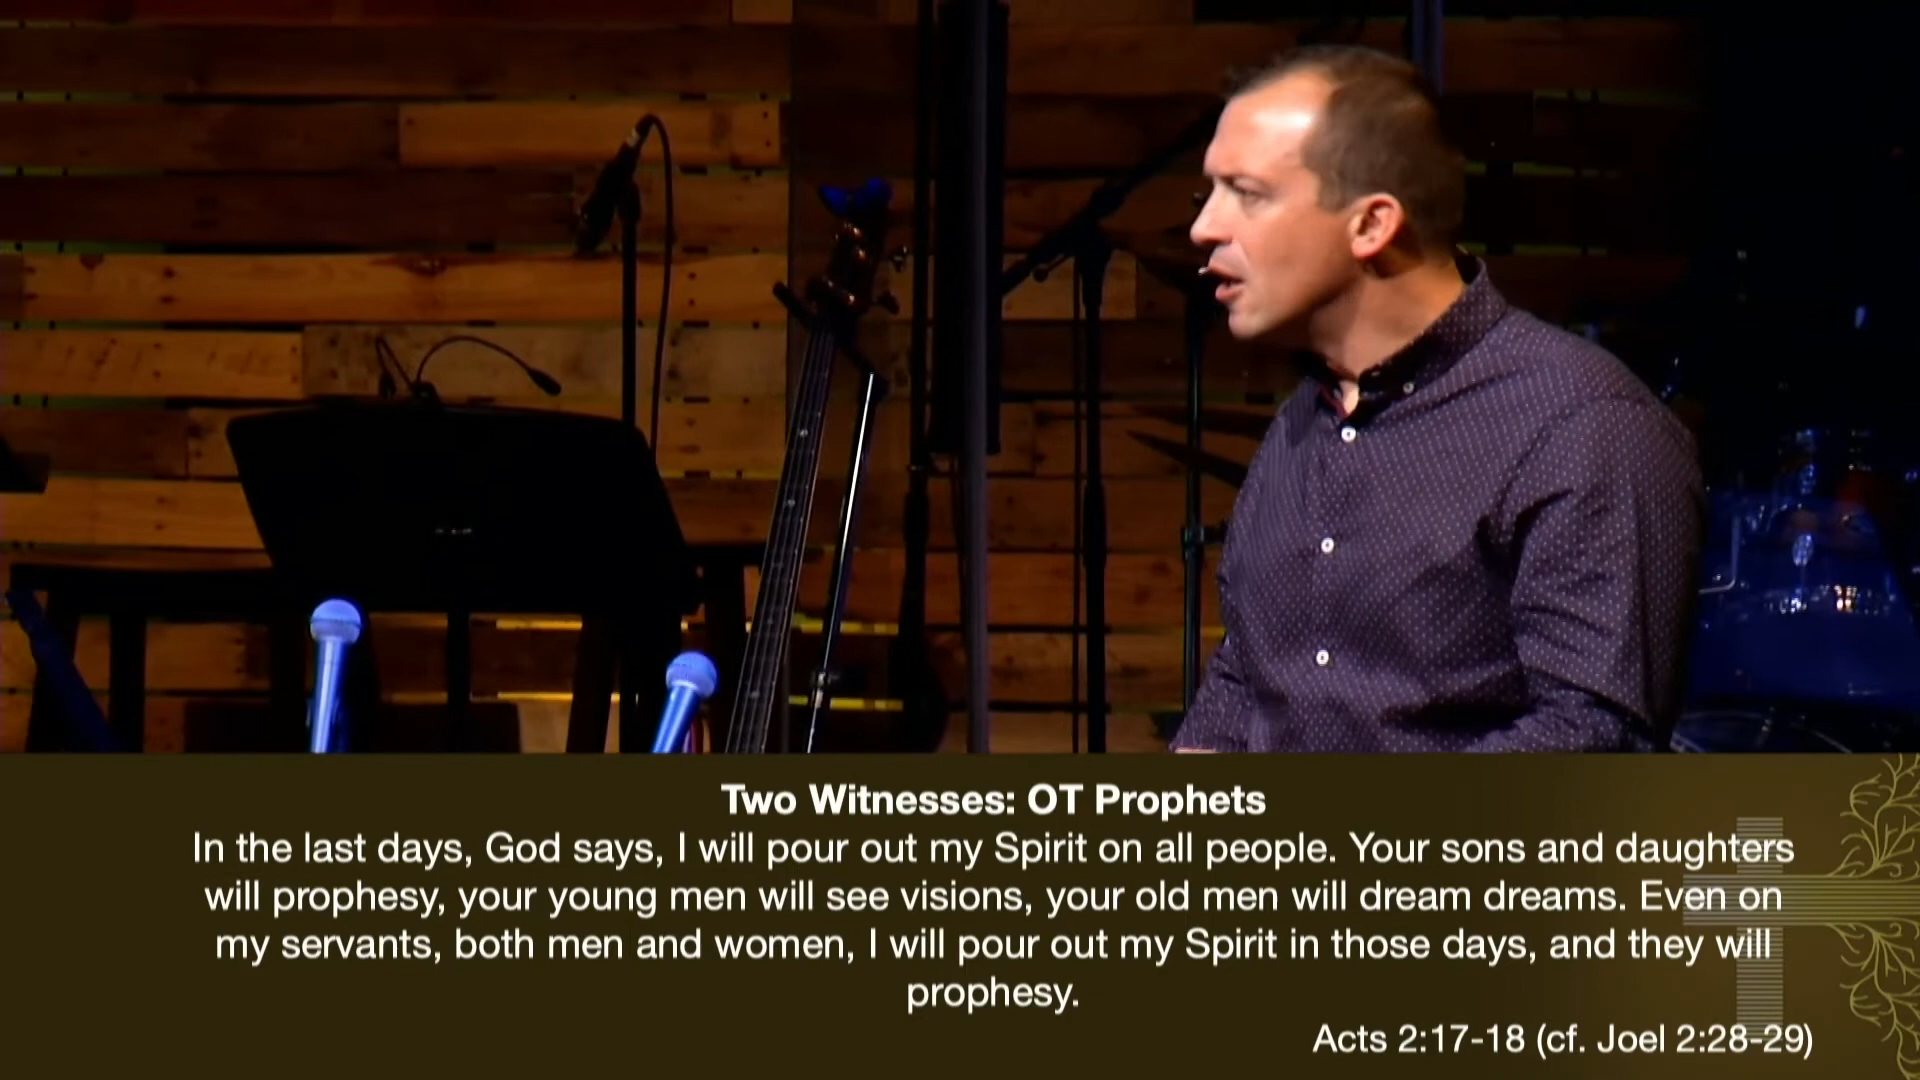 Two Witnesses: OT Prophets
In the last days, God says, I will pour out my Spirit on all people. Your sons and daughters
will prophesy, your young men will see visions, your old men will dream dreams. Even on
my servants, both men and women, I will pour out my Spirit in those days, and they will
prophesy.
Acts 2:17-18 (cf. Joel 2:28-29)